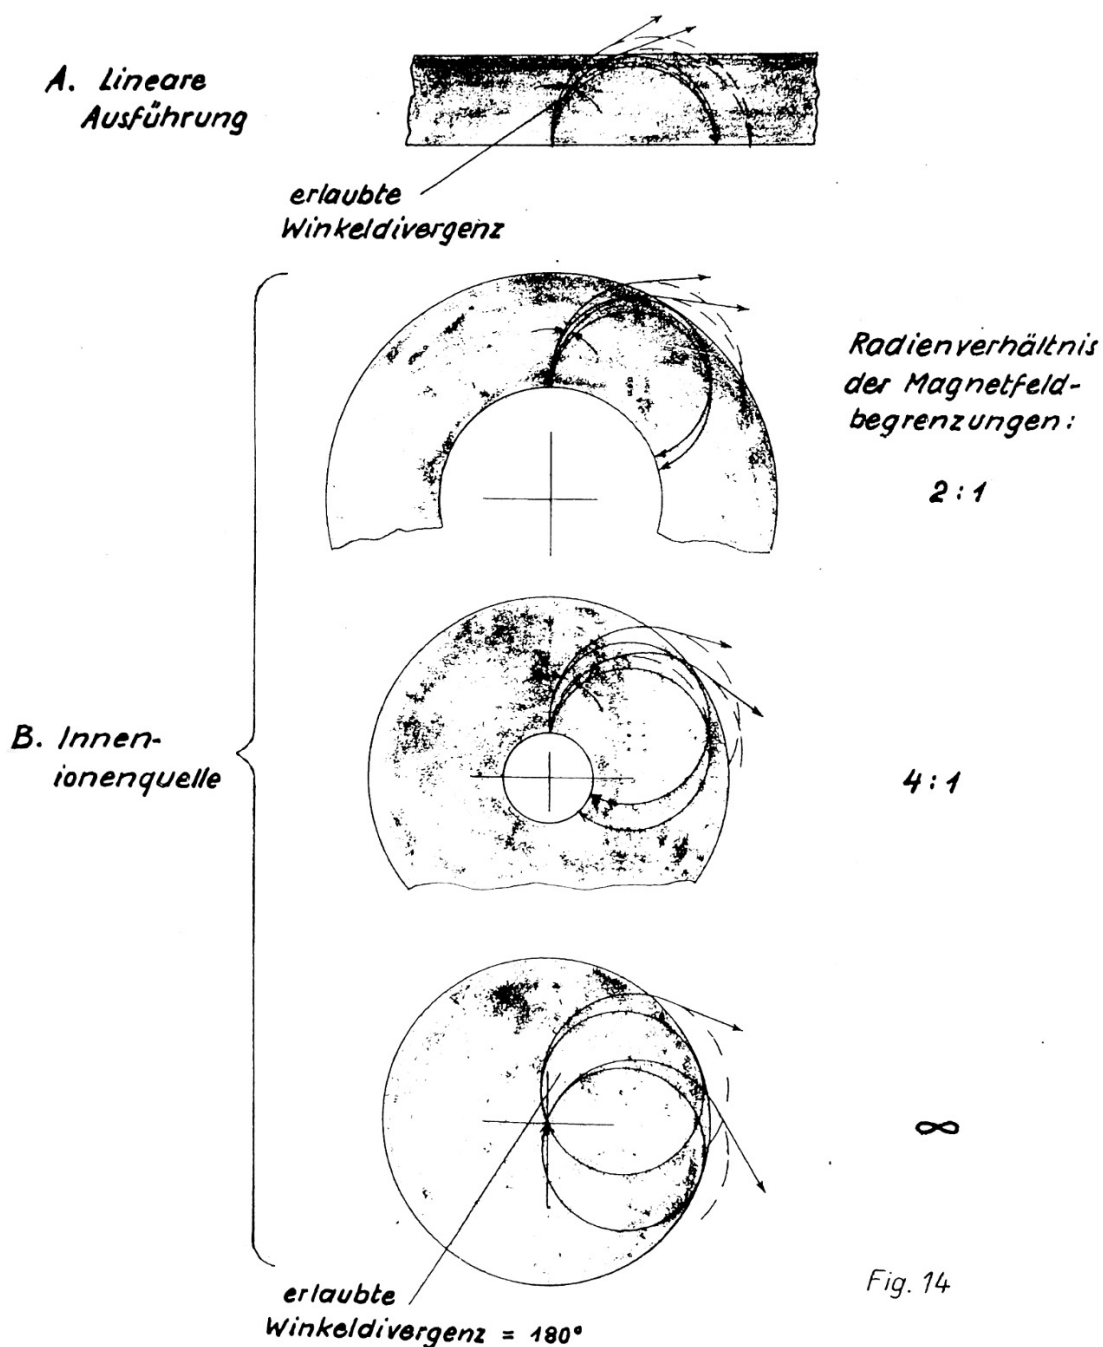 A. Lineare
Ausführung
erlaubte
Winkeldivergenz
Radienverhältnis
der Magnetfeld-
begrenzungen:
2:1
B. Innen-
ionenquelle
4:1
∞
erlaubte
Winkeldivergenz = 180°
Fig. 14